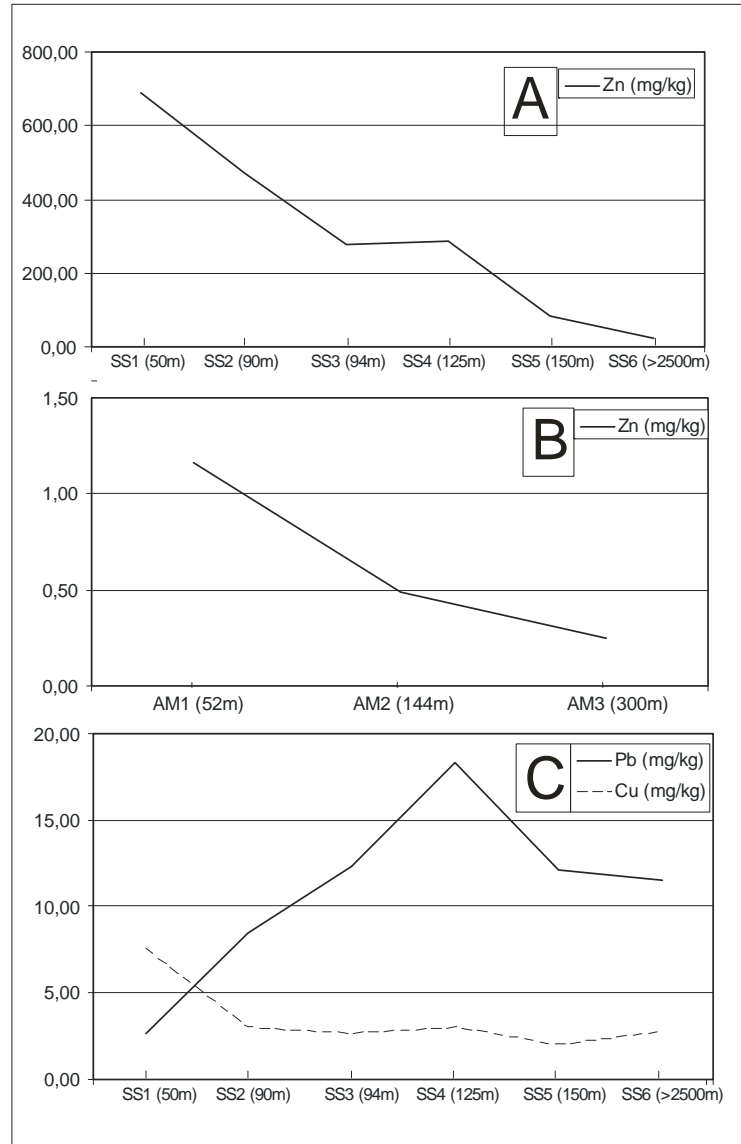 800,00
A
Zn (mg/kg)
600,00
400,00
200,00
0,00
SS1 (50m) SS2 (90m) SS3 (94m) SS4 (125m) SS5 (150m) SS6 (>2500m)
1,50
B
Zn (mg/kg)
1,00
0,50
0,00
AM1 (52m) AM2 (144m) AM3 (300m)
20,00
C
Pb (mg/kg)
Cu (mg/kg)
15,00
10,00
5,00
0,00
SS1 (50m) SS2 (90m) SS3 (94m) SS4 (125m) SS5 (150m) SS6 (>2500m)